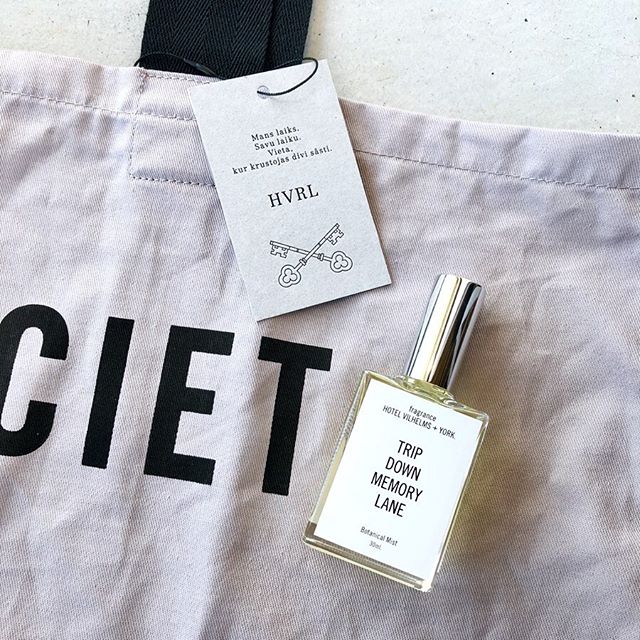 Mans laiks.
Savu laiku.
Vieta,
kur krustojas divi stāsti.
HVRL
CIET
fragrance
HOTEL VILHELMS + YORK
TRIP
DOWN
MEMORY
LANE
Botanical Mist
30mL